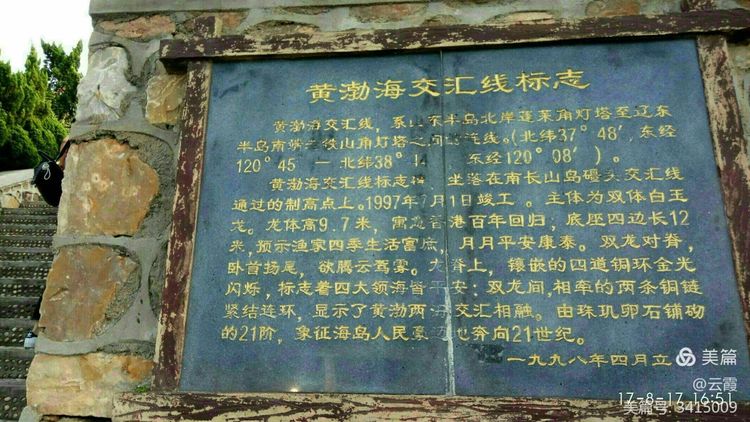 黄渤海交汇线标志
黄渤海交汇线，系山东半岛北岸蓬莱角灯塔至辽东
半岛南端老铁山角灯塔之间的连线。(北纬37°48′，东经
120°45 — 北纬38° 东经120°08′)。
黄渤海交汇线标志 坐落在南长山岛 头交汇线
通过的制高点上。1997年7月1日竣工。主体为双体白玉
龙。龙体高9.7米，寓意香港百年回归，底座四边长12
米，预示渔家四季生活富庶，月月平安康泰。双龙对脊，
卧首扬尾，欲腾云驾雾。龙脊上，镶嵌的四道铜环金光
闪烁，标志着四大领海皆平安；双龙间，相牵的两条铜链
紧结连环，显示了黄渤两海交汇相融。由珠玑卵石铺砌
的21阶，象征海岛人民豪迈地奔向21世纪。
一九九八年四月立
美篇
@云霞
17-8-17 16:51
美篇号: 3415009